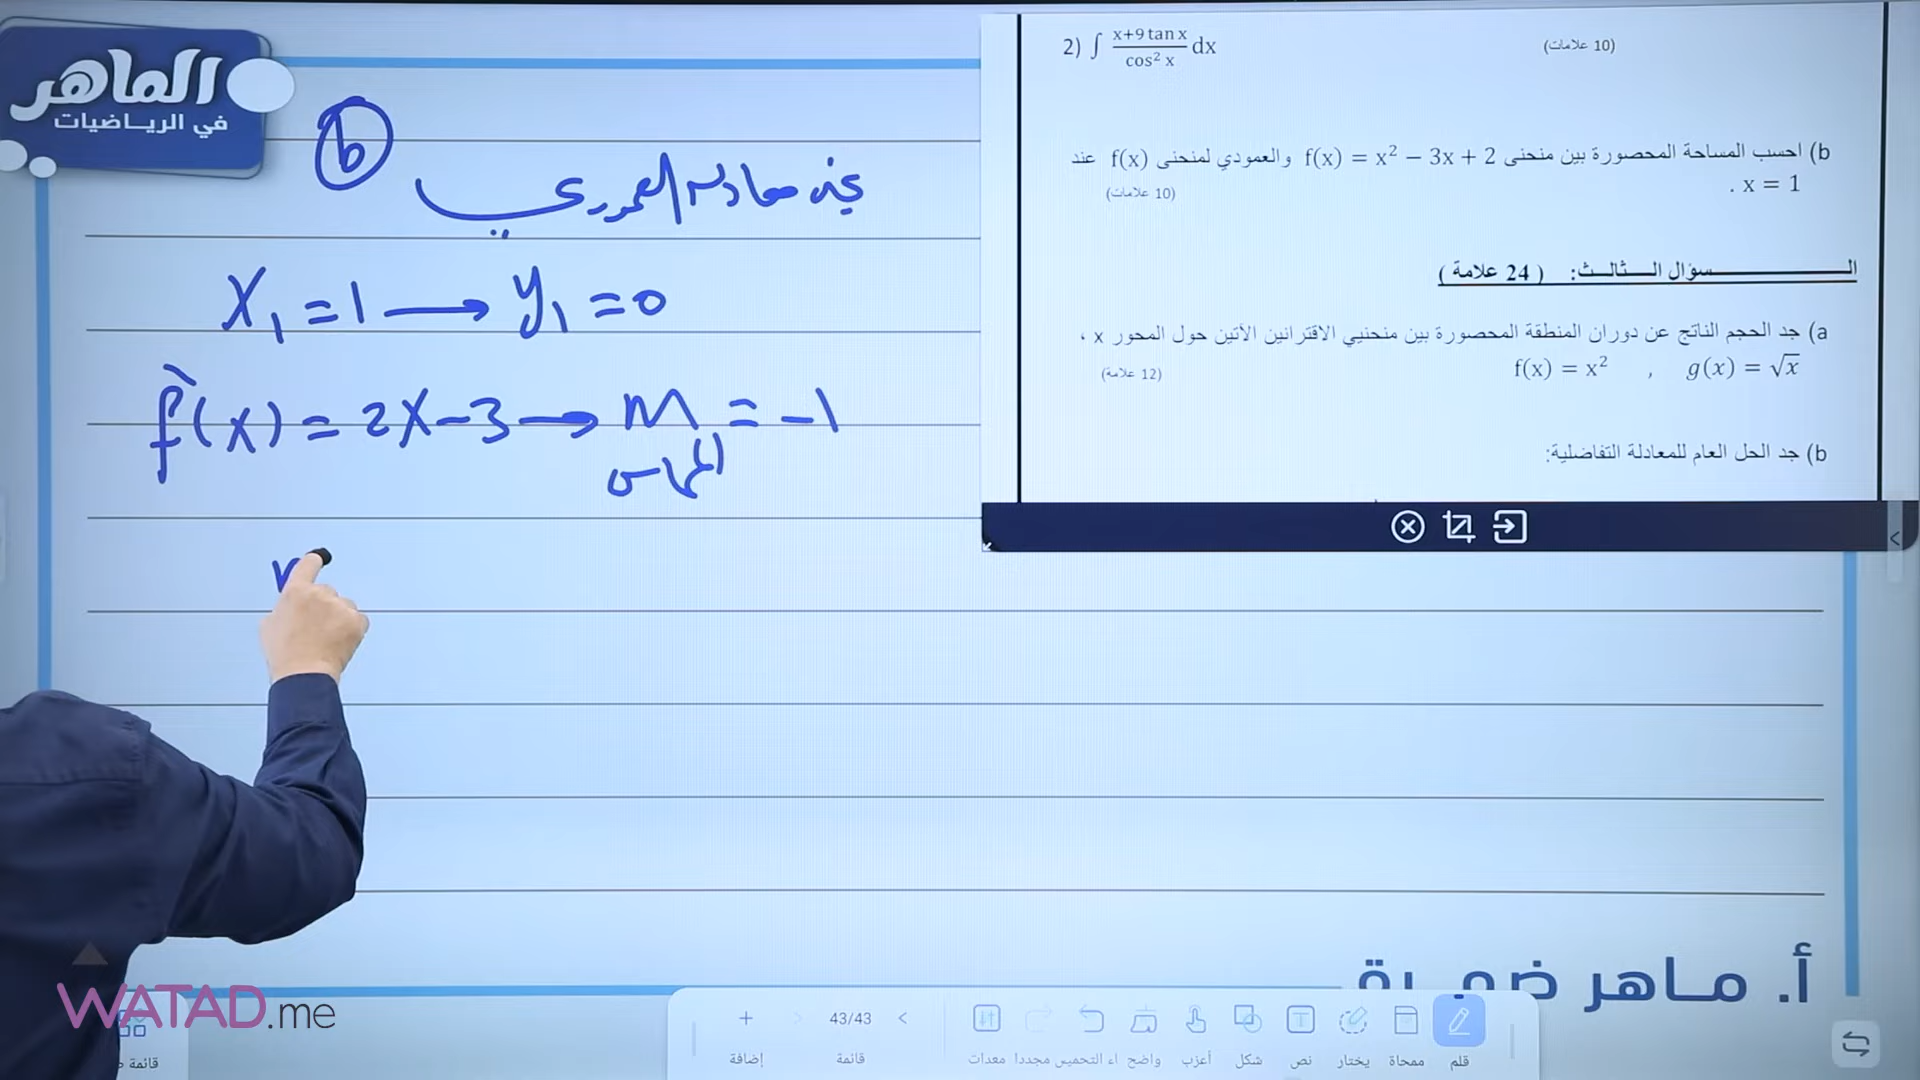 الماهر
في الرياضيات
b
نجد معادلة العمودي
x₁ = 1 → y₁ = 0
f'(x) = 2x - 3 → m = -1
المماس
2) ∫ (x+9 tan x)/(cos² x) dx (10 علامات)
b) احسب المساحة المحصورة بين منحنى f(x) = x² − 3x + 2 والعمودي لمنحنى f(x) عند
x = 1 .
(10 علامات)
الـــسؤال الـــثالــث: ( 24 علامة )
a) جد الحجم الناتج عن دوران المنطقة المحصورة بين منحنيي الاقترانين الآتين حول المحور x ،
f(x) = x² , g(x) = √x
(12 علامة)
b) جد الحل العام للمعادلة التفاضلية:
أ. ماهر ضمرة
WATAD.me
قائمة
إضافة
43/43
قائمة
معدات
اء التحميس مجددا
واضح
أعزب
شكل
نص
يختار
ممحاة
قلم